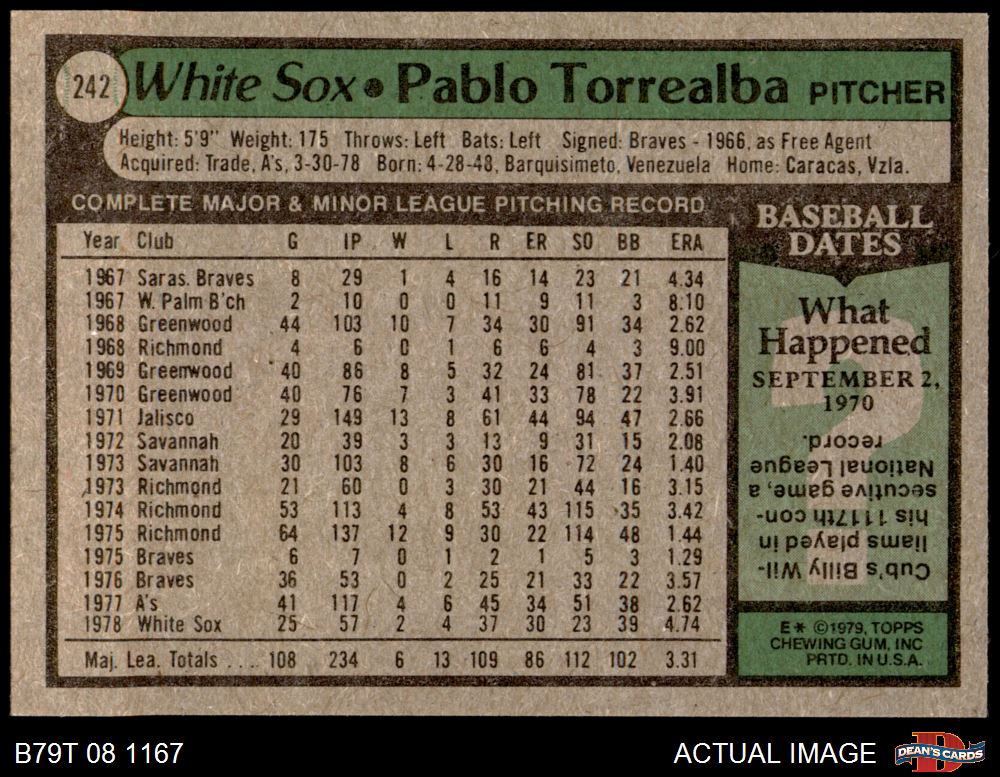 242 White Sox • Pablo Torrealba PITCHER
Height: 5'9" Weight: 175 Throws: Left Bats: Left Signed: Braves - 1966, as Free Agent
Acquired: Trade, A's, 3-30-78 Born: 4-28-48, Barquisimeto, Venezuela Home: Caracas, Vzla.
COMPLETE MAJOR & MINOR LEAGUE PITCHING RECORD
Year Club G IP W L R ER SO BB ERA
1967 Saras. Braves 8 29 1 4 16 14 23 21 4.34
1967 W. Palm B'ch 2 10 0 0 11 9 11 3 8.10
1968 Greenwood 44 103 10 7 34 30 91 34 2.62
1968 Richmond 4 6 0 1 6 6 4 3 9.00
1969 Greenwood 40 86 8 5 32 24 81 37 2.51
1970 Greenwood 40 76 7 3 41 33 78 22 3.91
1971 Jalisco 29 149 13 8 61 44 94 47 2.66
1972 Savannah 20 39 3 3 13 9 31 15 2.08
1973 Savannah 30 103 8 6 30 16 72 24 1.40
1973 Richmond 21 60 0 3 30 21 44 16 3.15
1974 Richmond 53 113 4 8 53 43 115 35 3.42
1975 Richmond 64 137 12 9 30 22 114 48 1.44
1975 Braves 6 7 0 1 2 1 5 3 1.29
1976 Braves 36 53 0 2 25 21 33 22 3.57
1977 A's 41 117 4 6 45 34 51 38 2.62
1978 White Sox 25 57 2 4 37 30 23 39 4.74
Maj. Lea. Totals .... 108 234 6 13 109 86 112 102 3.31
BASEBALL
DATES
What
Happened
SEPTEMBER 2,
1970
Cub's Billy Wil-
liams played in
his 1117th con-
secutive game, a
National League
record.
E* ©1979, TOPPS
CHEWING GUM, INC
PRTD. IN U.S.A.
B79T 08 1167
ACTUAL IMAGE
DEAN'S CARDS